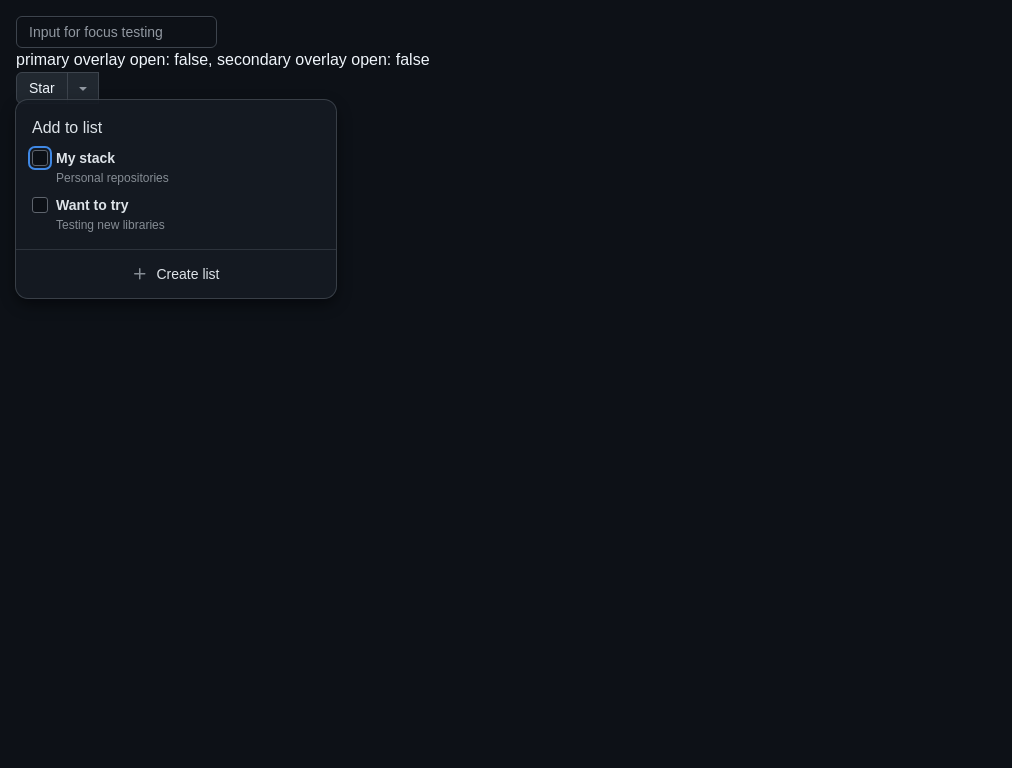 Input for focus testing
primary overlay open: false, secondary overlay open: false
Star
Add to list
My stack
Personal repositories
Want to try
Testing new libraries
Create list